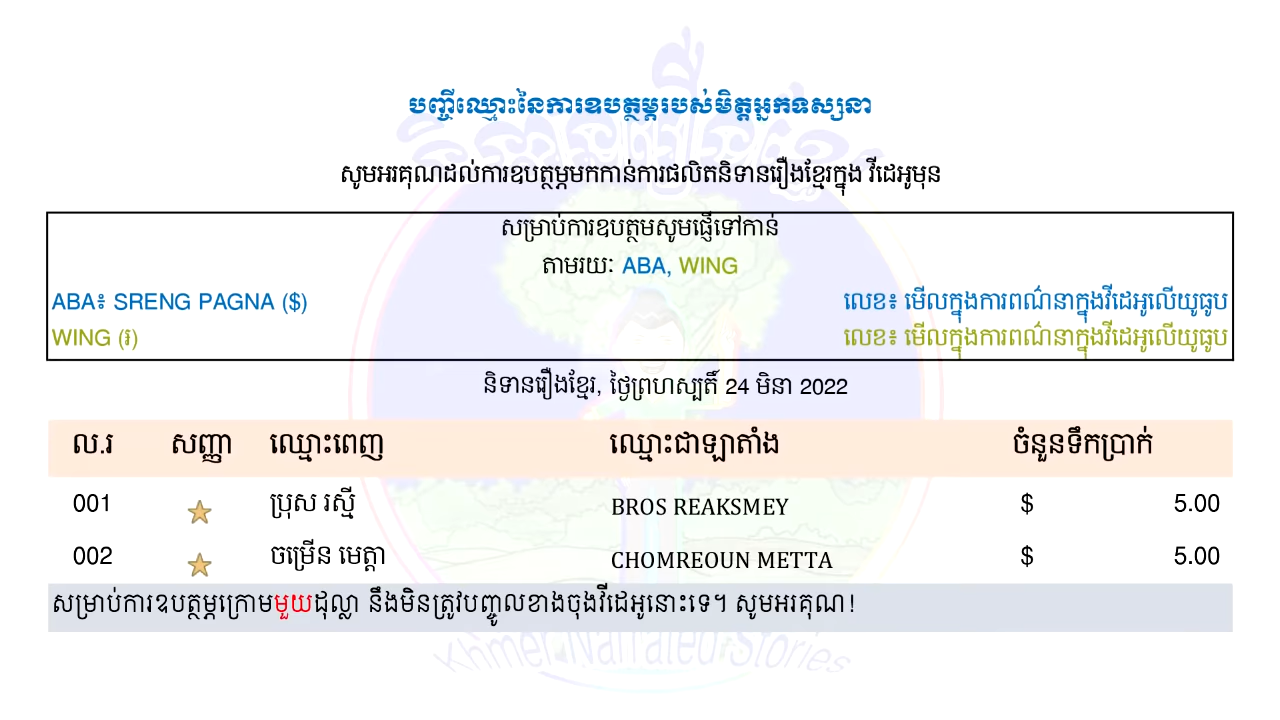 និទានរឿងខ្មែរ
បញ្ជីឈ្មោះនៃការឧបត្ថម្ភរបស់មិត្តអ្នកទស្សនា
សូមអរគុណដល់ការឧបត្ថម្ភមកកាន់ការផលិតនិទានរឿងខ្មែរក្នុង វីដេអូមុន
សម្រាប់ការឧបត្ថមសូមផ្ញើទៅកាន់
តាមរយៈ ABA, WING
ABA៖ SRENG PAGNA ($) លេខ៖ មើលក្នុងការពណ៌នាក្នុងវីដេអូលើយូធូប
WING (រ) លេខ៖ មើលក្នុងការពណ៌នាក្នុងវីដេអូលើយូធូប
និទានរឿងខ្មែរ, ថ្ងៃព្រហស្បតិ៍ 24 មិនា 2022
ល.រ សញ្ញា ឈ្មោះពេញ ឈ្មោះជាឡាតាំង ចំនួនទឹកប្រាក់
001 ប្រុស រស្មី BROS REAKSMEY $ 5.00
002 ចម្រើន មេត្តា CHOMREOUN METTA $ 5.00
សម្រាប់ការឧបត្ថម្ភក្រោមមួយដុល្លា នឹងមិនត្រូវបញ្ចូលខាងចុងវីដេអូនោះទេ។ សូមអរគុណ!
Khmer Narrated Stories